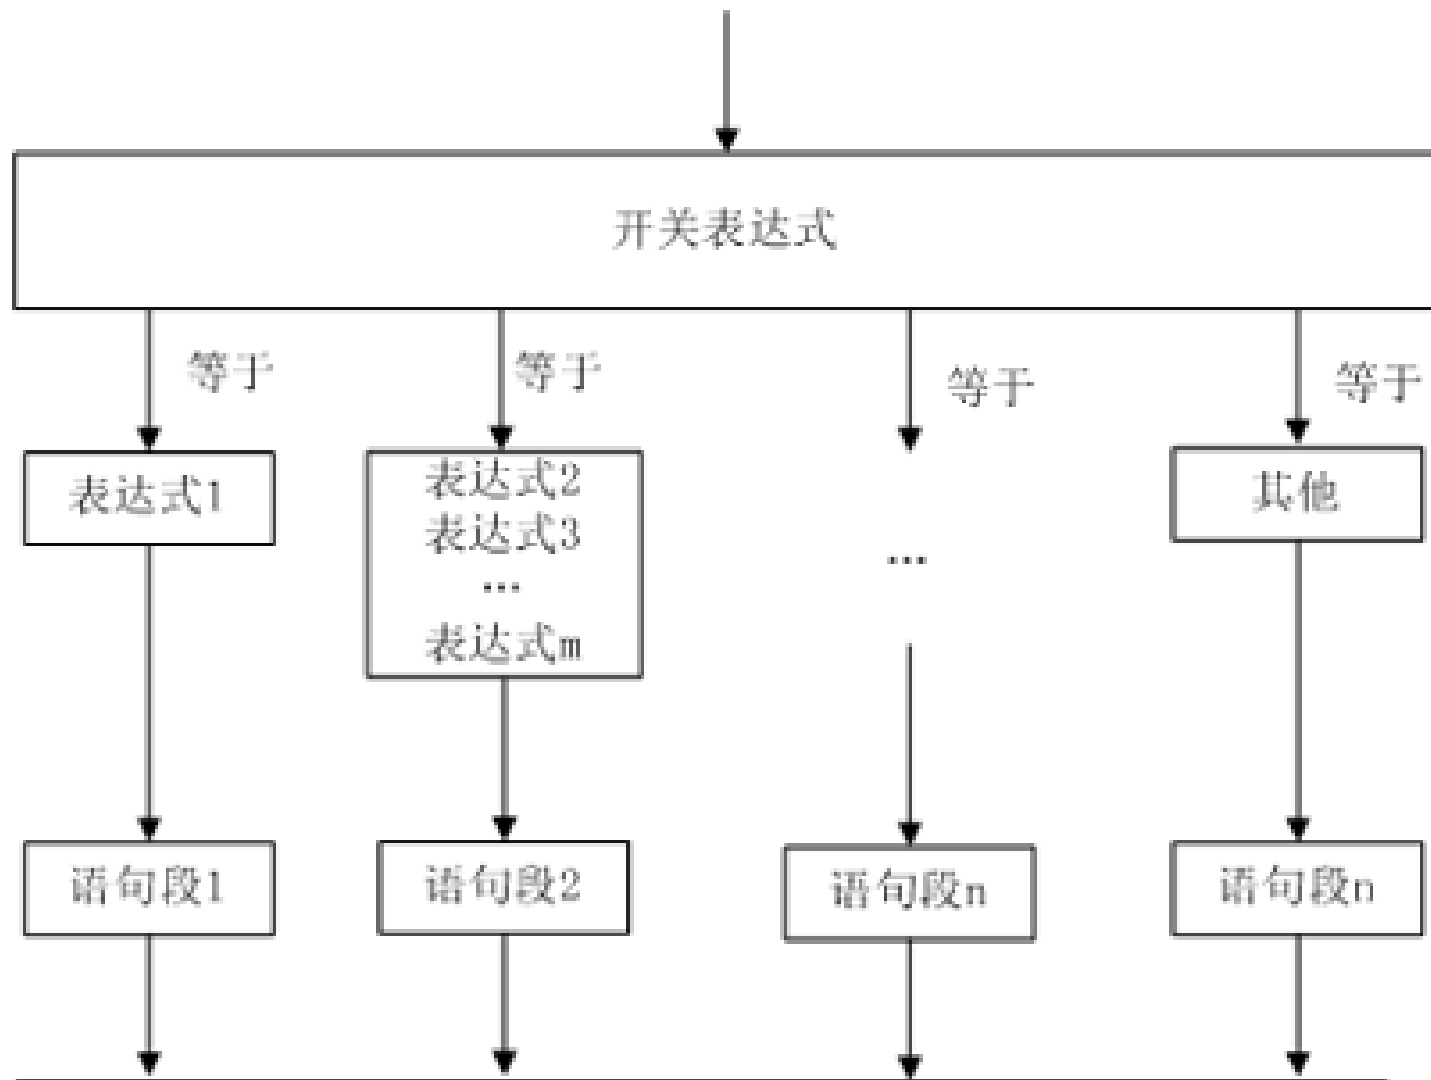 开关表达式
等于
等于
等于
等于
表达式1
表达式2
表达式3
…
表达式m
…
其他
语句段1
语句段2
语句段n
语句段n